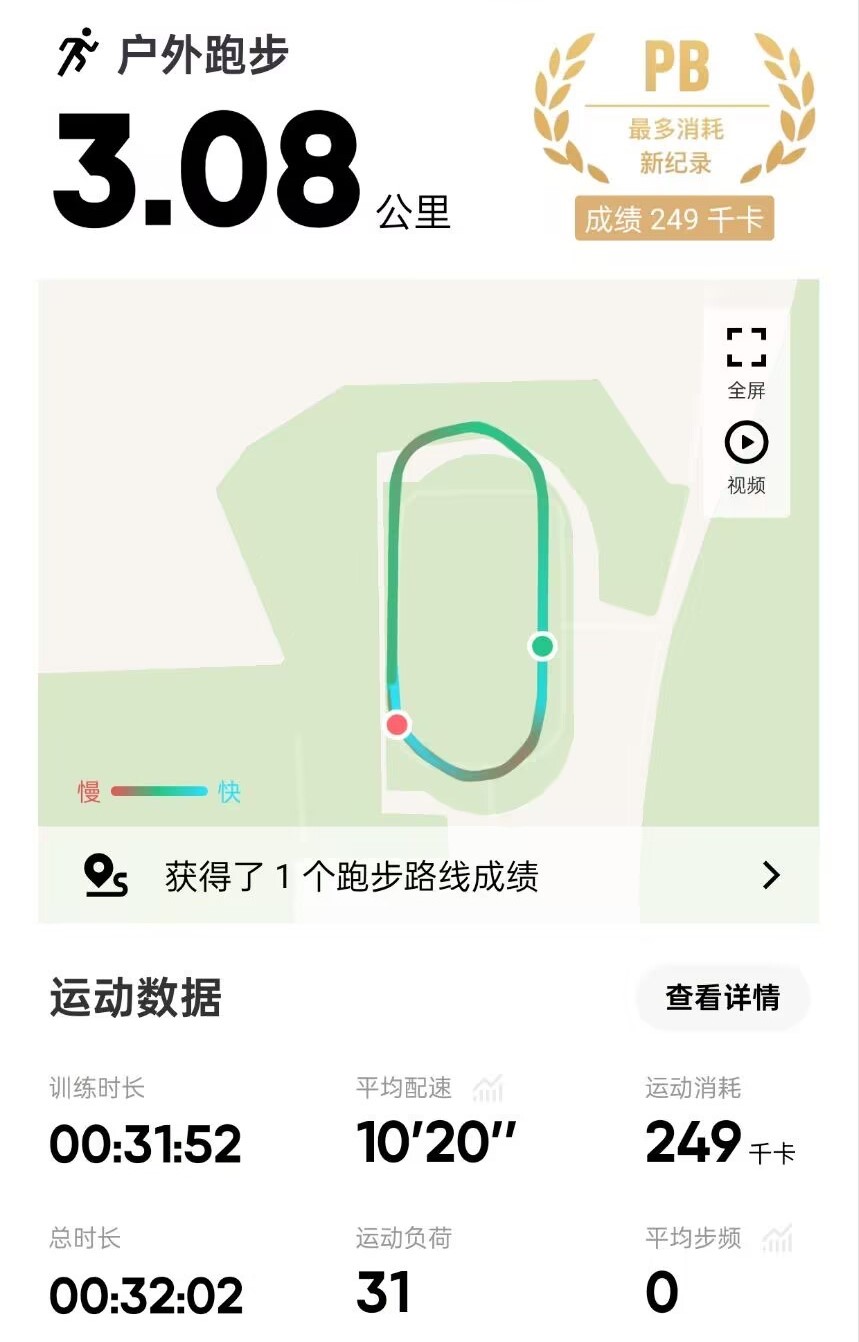 户外跑步
3.08 公里
PB
最多消耗
新纪录
成绩 249 千卡
全屏
视频
慢 快
获得了 1 个跑步路线成绩
运动数据
查看详情
训练时长 平均配速 运动消耗
00:31:52 10’20’’ 249 千卡
总时长 运动负荷 平均步频
00:32:02 31 0